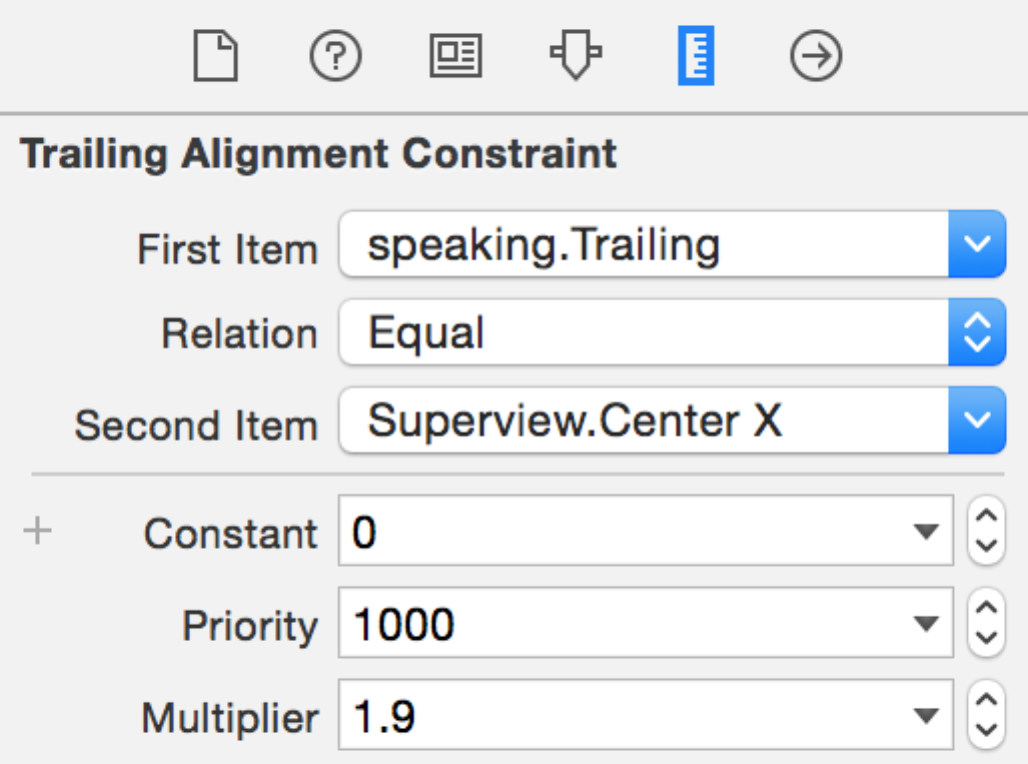 Trailing Alignment Constraint
First Item speaking.Trailing
Relation Equal
Second Item Superview.Center X
+ Constant 0
Priority 1000
Multiplier 1.9